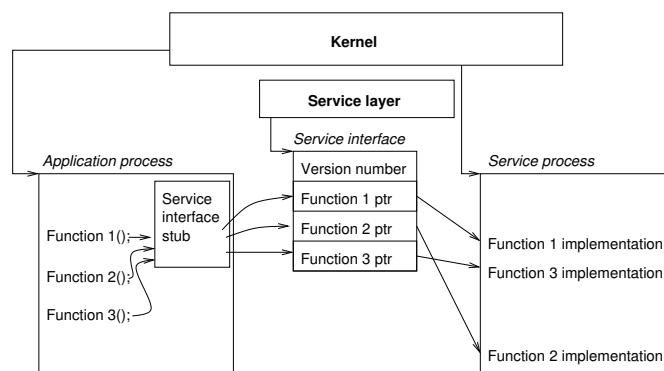 Kernel
Service layer
Service interface
Application process
Service process
Version number
Service
interface
stub
Function 1 ptr
Function 2 ptr
Function 3 ptr
Function 1();
Function 2();
Function 3();
Function 1 implementation
Function 3 implementation
Function 2 implementation